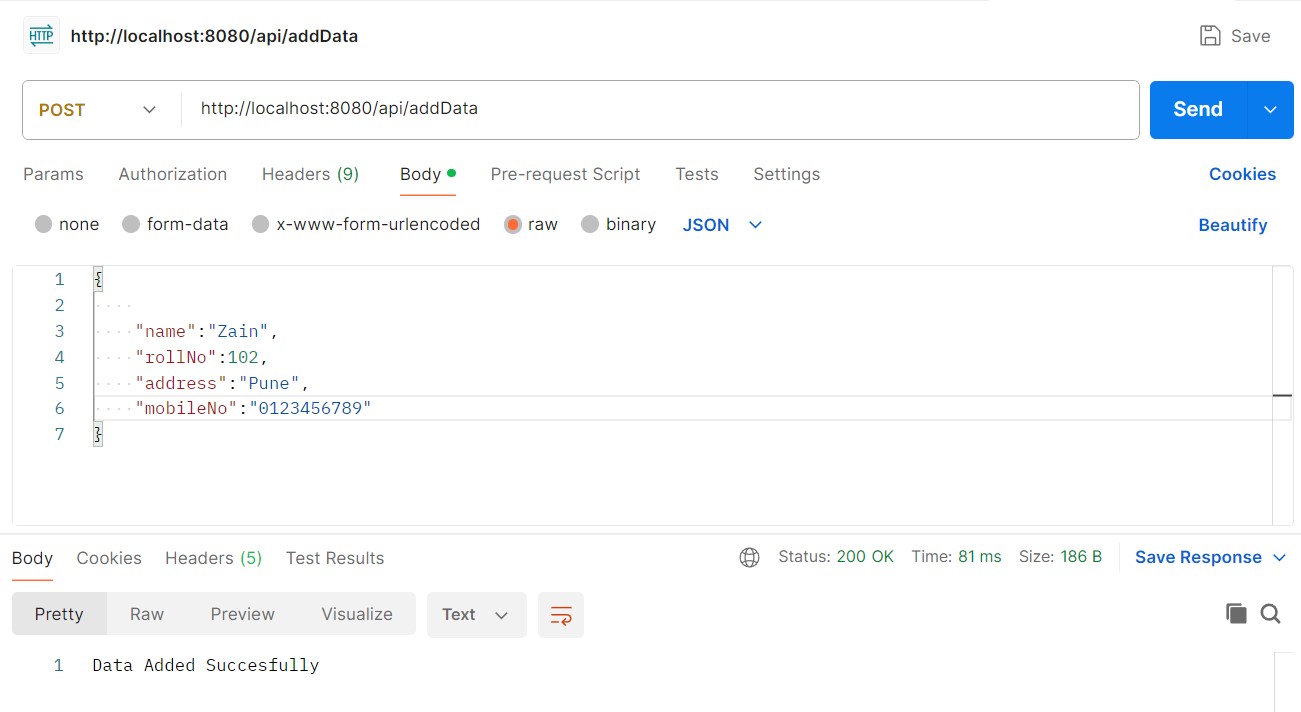 HTTP http://localhost:8080/api/addData Save
POST http://localhost:8080/api/addData Send
Params Authorization Headers (9) Body Pre-request Script Tests Settings Cookies
none form-data x-www-form-urlencoded raw binary JSON Beautify
1 {
2
3 "name":"Zain",
4 "rollNo":102,
5 "address":"Pune",
6 "mobileNo":"0123456789"
7 }
Body Cookies Headers (5) Test Results Status: 200 OK Time: 81 ms Size: 186 B Save Response
Pretty Raw Preview Visualize Text
1 Data Added Succesfully